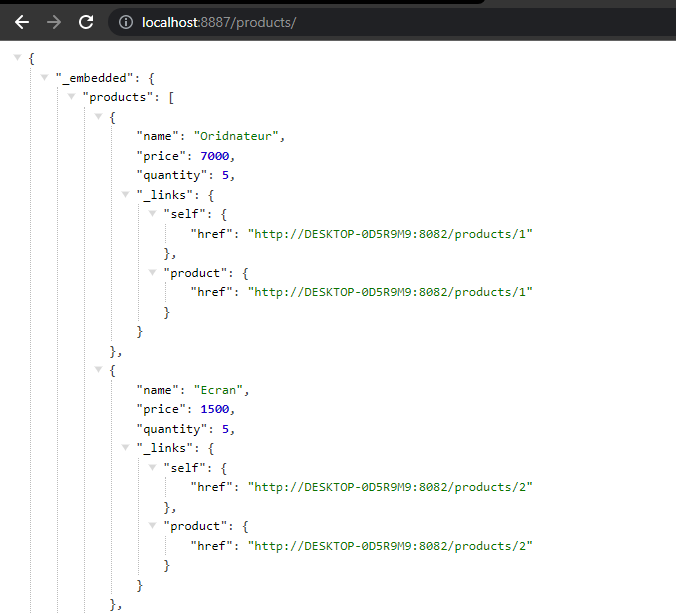 localhost:8887/products/
{
"_embedded": {
"products": [
{
"name": "Oridnateur",
"price": 7000,
"quantity": 5,
"_links": {
"self": {
"href": "http://DESKTOP-0D5R9M9:8082/products/1"
},
"product": {
"href": "http://DESKTOP-0D5R9M9:8082/products/1"
}
}
},
{
"name": "Ecran",
"price": 1500,
"quantity": 5,
"_links": {
"self": {
"href": "http://DESKTOP-0D5R9M9:8082/products/2"
},
"product": {
"href": "http://DESKTOP-0D5R9M9:8082/products/2"
}
}
},